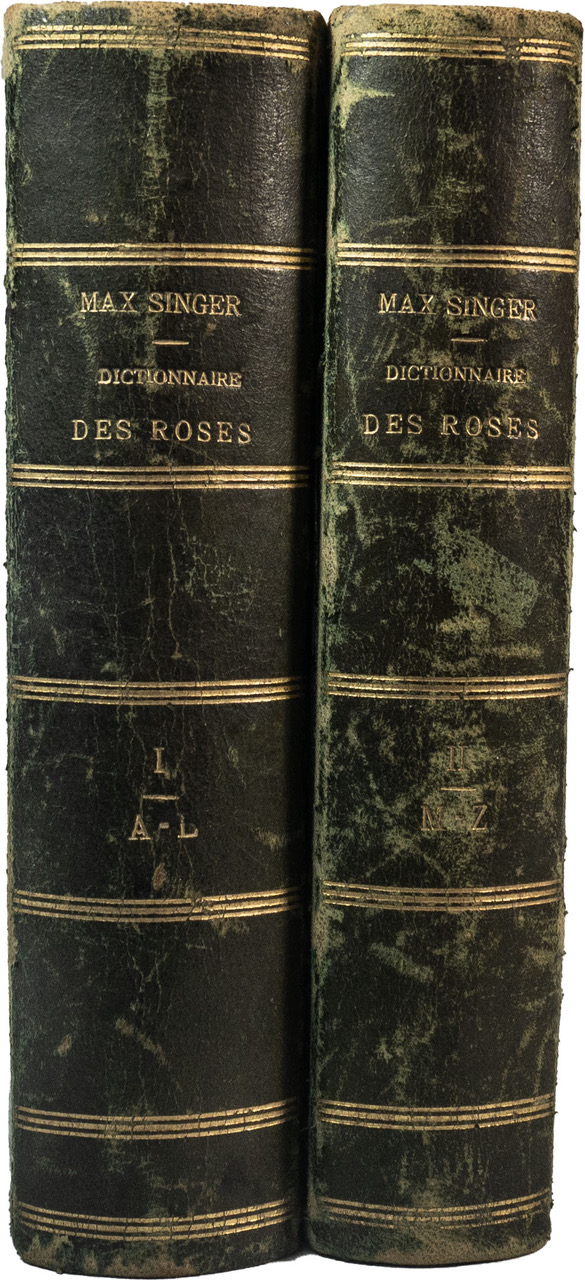 MAX SINGER
DICTIONNAIRE
DES ROSES
I
A-L
MAX SINGER
DICTIONNAIRE
DES ROSES
II
M-Z